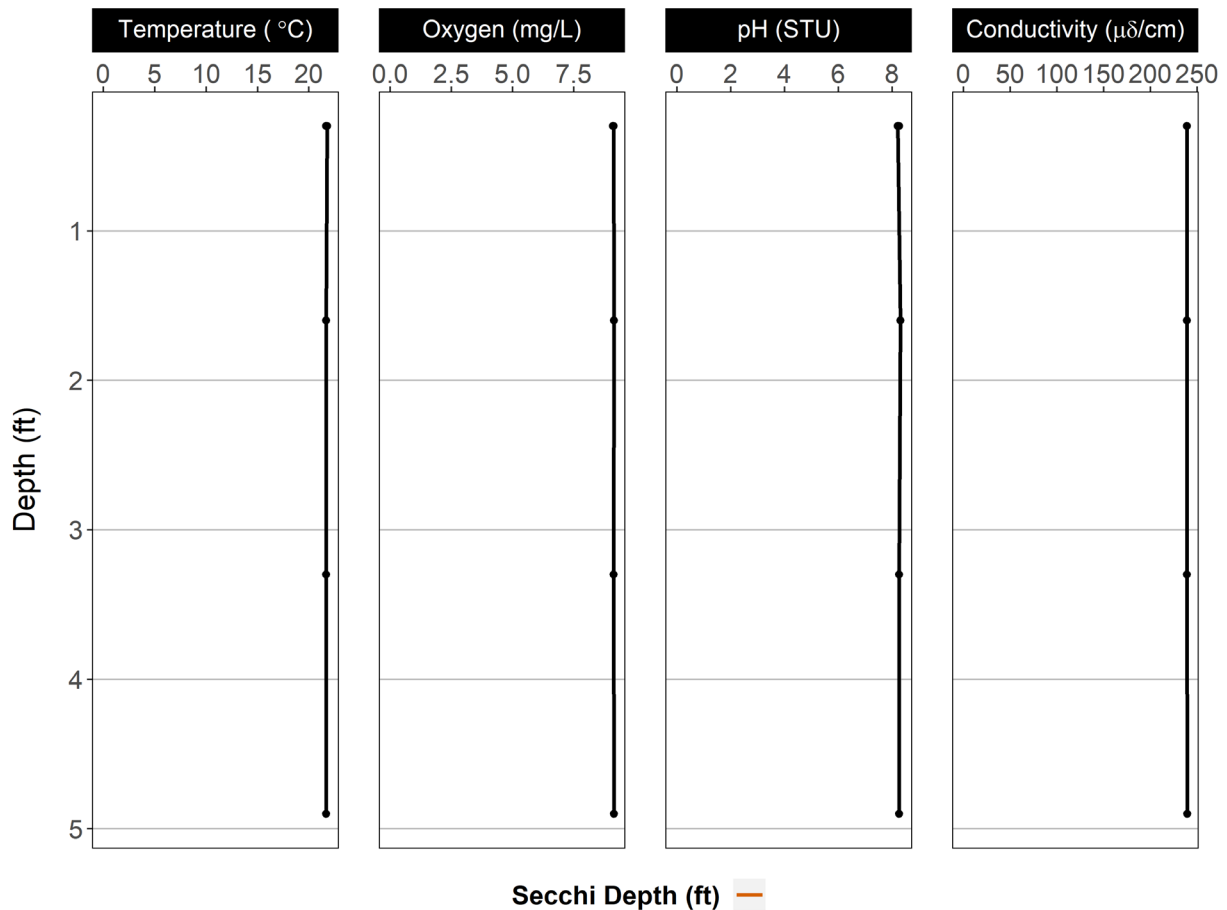 Temperature ( °C) Oxygen (mg/L) pH (STU) Conductivity (μδ/cm)
0 5 10 15 20 0.0 2.5 5.0 7.5 0 2 4 6 8 0 50 100 150 200 250
Depth (ft)
1
2
3
4
5
Secchi Depth (ft)